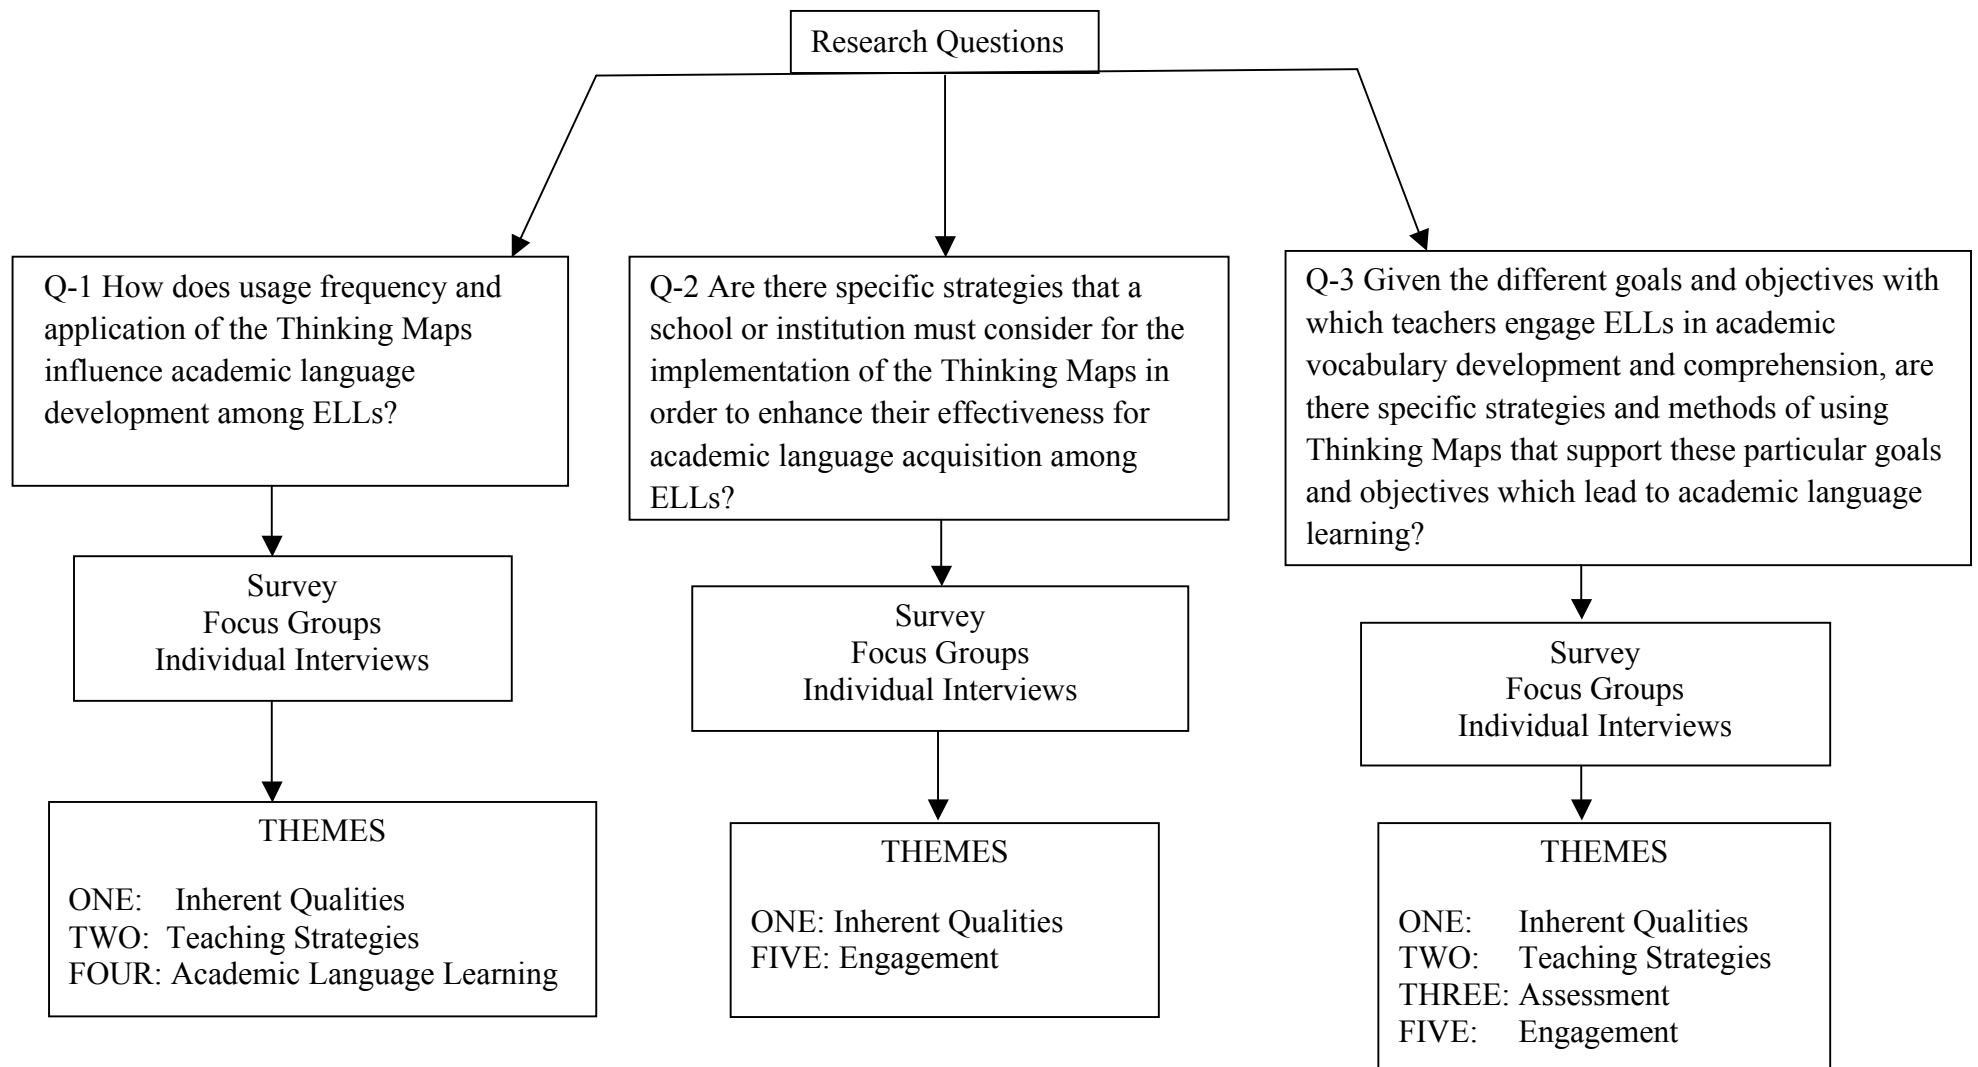 Research Questions
Q-1 How does usage frequency and
application of the Thinking Maps
influence academic language
development among ELLs?
Q-2 Are there specific strategies that a
school or institution must consider for the
implementation of the Thinking Maps in
order to enhance their effectiveness for
academic language acquisition among
ELLs?
Q-3 Given the different goals and objectives with
which teachers engage ELLs in academic
vocabulary development and comprehension, are
there specific strategies and methods of using
Thinking Maps that support these particular goals
and objectives which lead to academic language
learning?
Survey
Focus Groups
Individual Interviews
Survey
Focus Groups
Individual Interviews
Survey
Focus Groups
Individual Interviews
THEMES
ONE: Inherent Qualities
TWO: Teaching Strategies
FOUR: Academic Language Learning
THEMES
ONE: Inherent Qualities
FIVE: Engagement
THEMES
ONE: Inherent Qualities
TWO: Teaching Strategies
THREE: Assessment
FIVE: Engagement